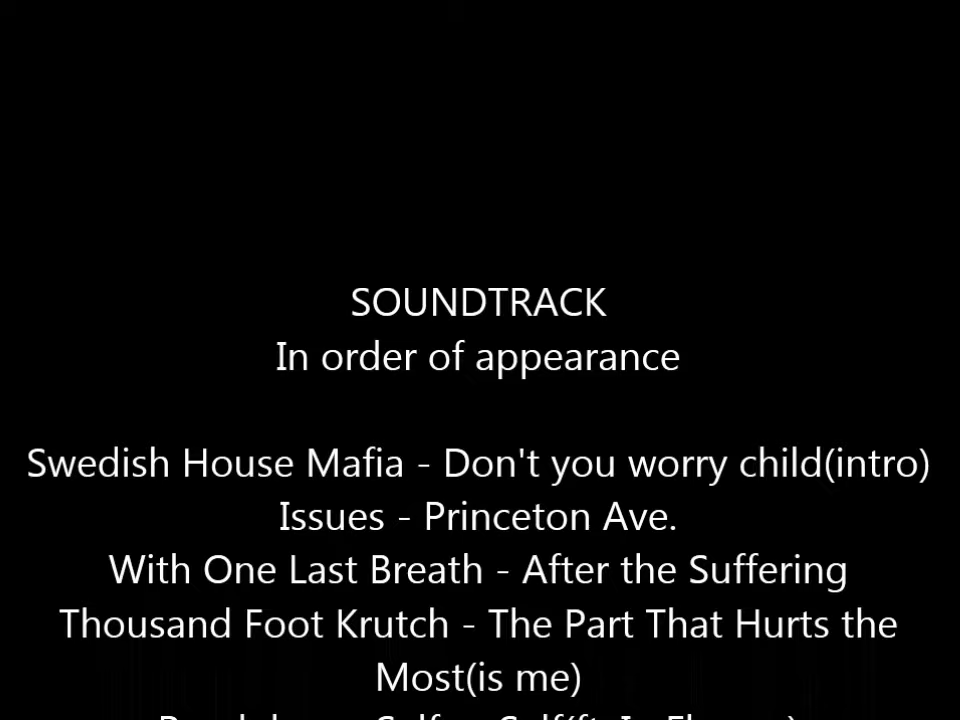 SOUNDTRACK
In order of appearance
Swedish House Mafia - Don't you worry child(intro)
Issues - Princeton Ave.
With One Last Breath - After the Suffering
Thousand Foot Krutch - The Part That Hurts the
Most(is me)